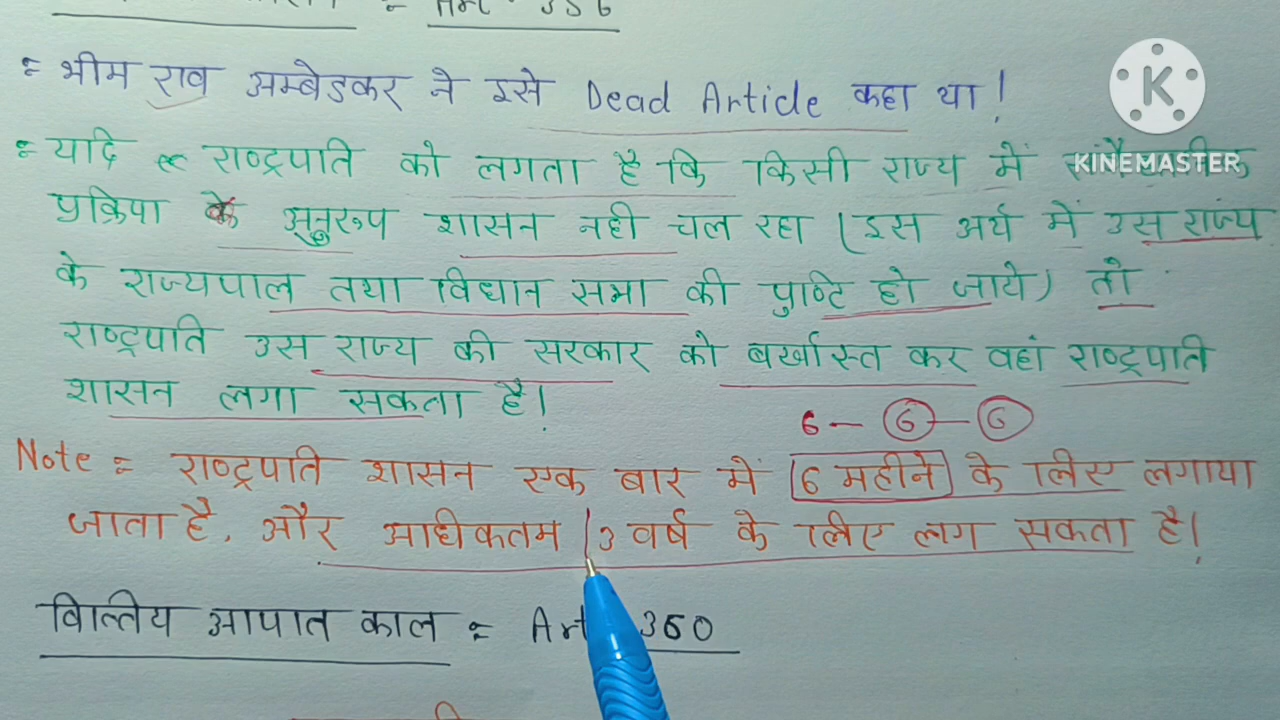 = Art 356
= भीम राव अम्बेडकर ने इसे Dead Article कहा था!
K
KINEMASTER
= यदि राष्ट्रपति को लगता है कि किसी राज्य में
प्रक्रिया के अनुरूप शासन नही चल रहा (इस अर्थ में उस राज्य
के राज्यपाल तथा विधान सभा की पुष्टि हो जाये) तो
राष्ट्रपति उस राज्य की सरकार को बर्खास्त कर वहां राष्ट्रपति
शासन लगा सकता है।
6 - 6 - 6
Note = राष्ट्रपति शासन एक बार में 6 महीने के लिए लगाया
जाता है, और अधिकतम 3 वर्ष के लिए लग सकता है।
वित्तिय आपात काल = Art 360